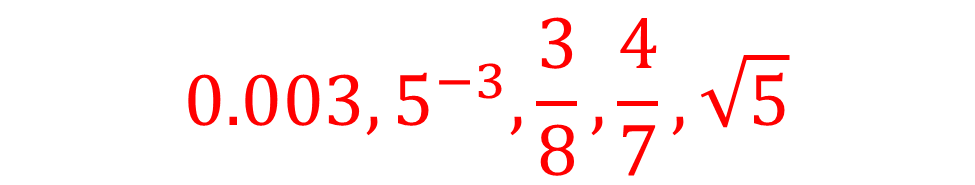 0.003, 5⁻³, 3/8, 4/7, √5